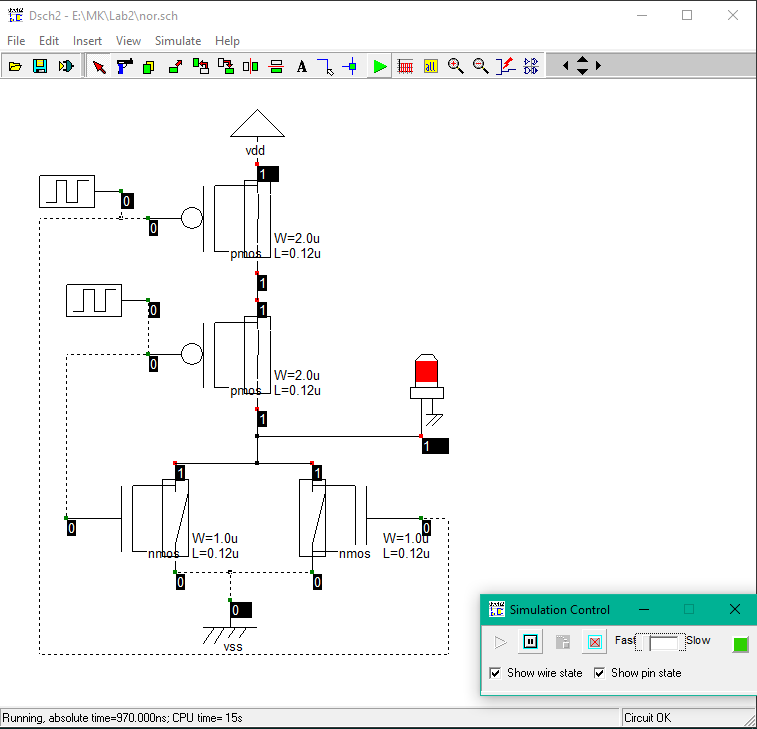 Dsch2 - E:\MK\Lab2\nor.sch
File Edit Insert View Simulate Help
A
all
vdd
1
0
0
W=2.0u
pmos L=0.12u
1
0
1
0
W=2.0u
pmos L=0.12u
1
1
1
1
0
0
W=1.0u
nmos L=0.12u
W=1.0u
nmos L=0.12u
0
0
0
vss
Simulation Control
Fast Slow
Show wire state Show pin state
Running, absolute time=970.000ns; CPU time= 15s
Circuit OK